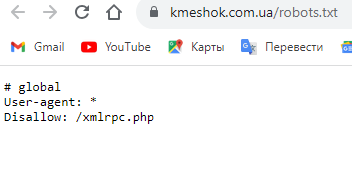 kmeshok.com.ua/robots.txt
Gmail YouTube Карты Перевести
# global
User-agent: *
Disallow: /xmlrpc.php